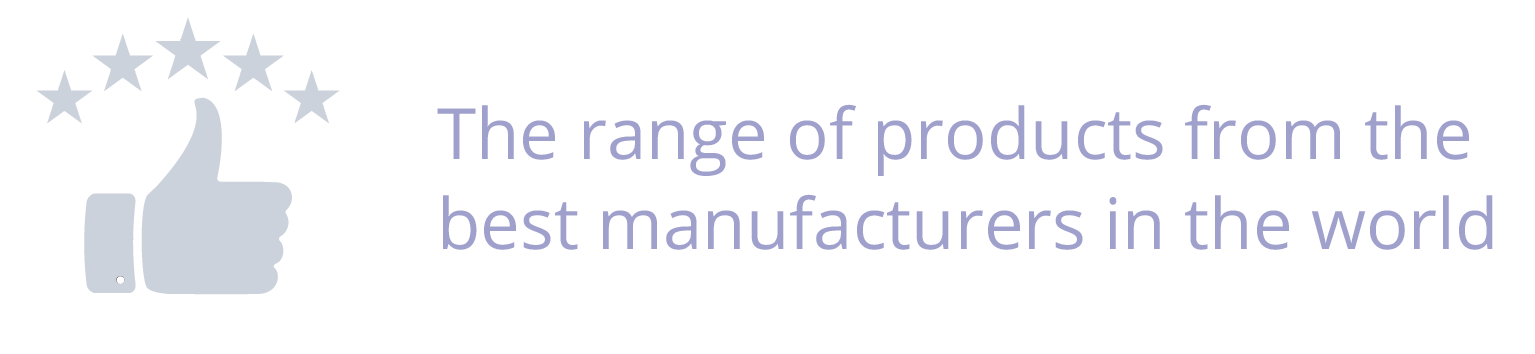 The range of products from the
best manufacturers in the world